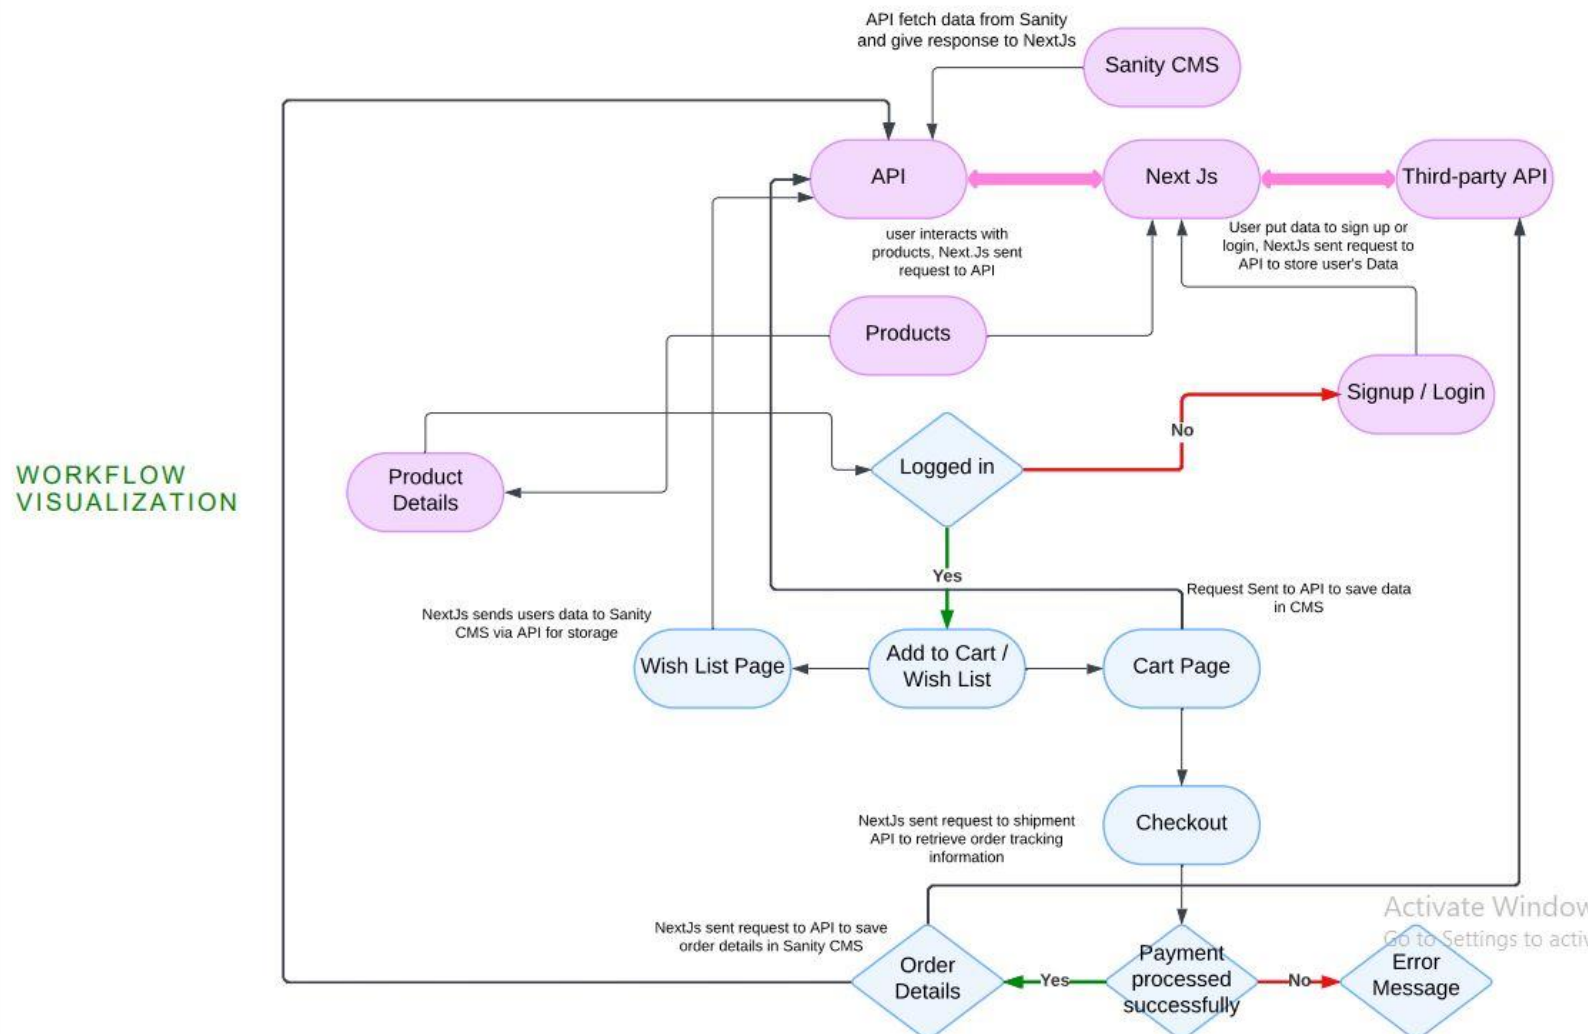 API fetch data from Sanity
and give response to NextJs
Sanity CMS
API
Next Js
Third-party API
user interacts with
products, Next.Js sent
request to API
User put data to sign up or
login, NextJs sent request to
API to store user's Data
Products
Signup / Login
No
Logged in
WORKFLOW
VISUALIZATION
Product
Details
Yes
Request Sent to API to save data
in CMS
NextJs sends users data to Sanity
CMS via API for storage
Wish List Page
Add to Cart /
Wish List
Cart Page
NextJs sent request to shipment
API to retrieve order tracking
information
Checkout
Activate Window
Go to Settings to activ
NextJs sent request to API to save
order details in Sanity CMS
Order
Details
Yes
Payment
processed
successfully
No
Error
Message